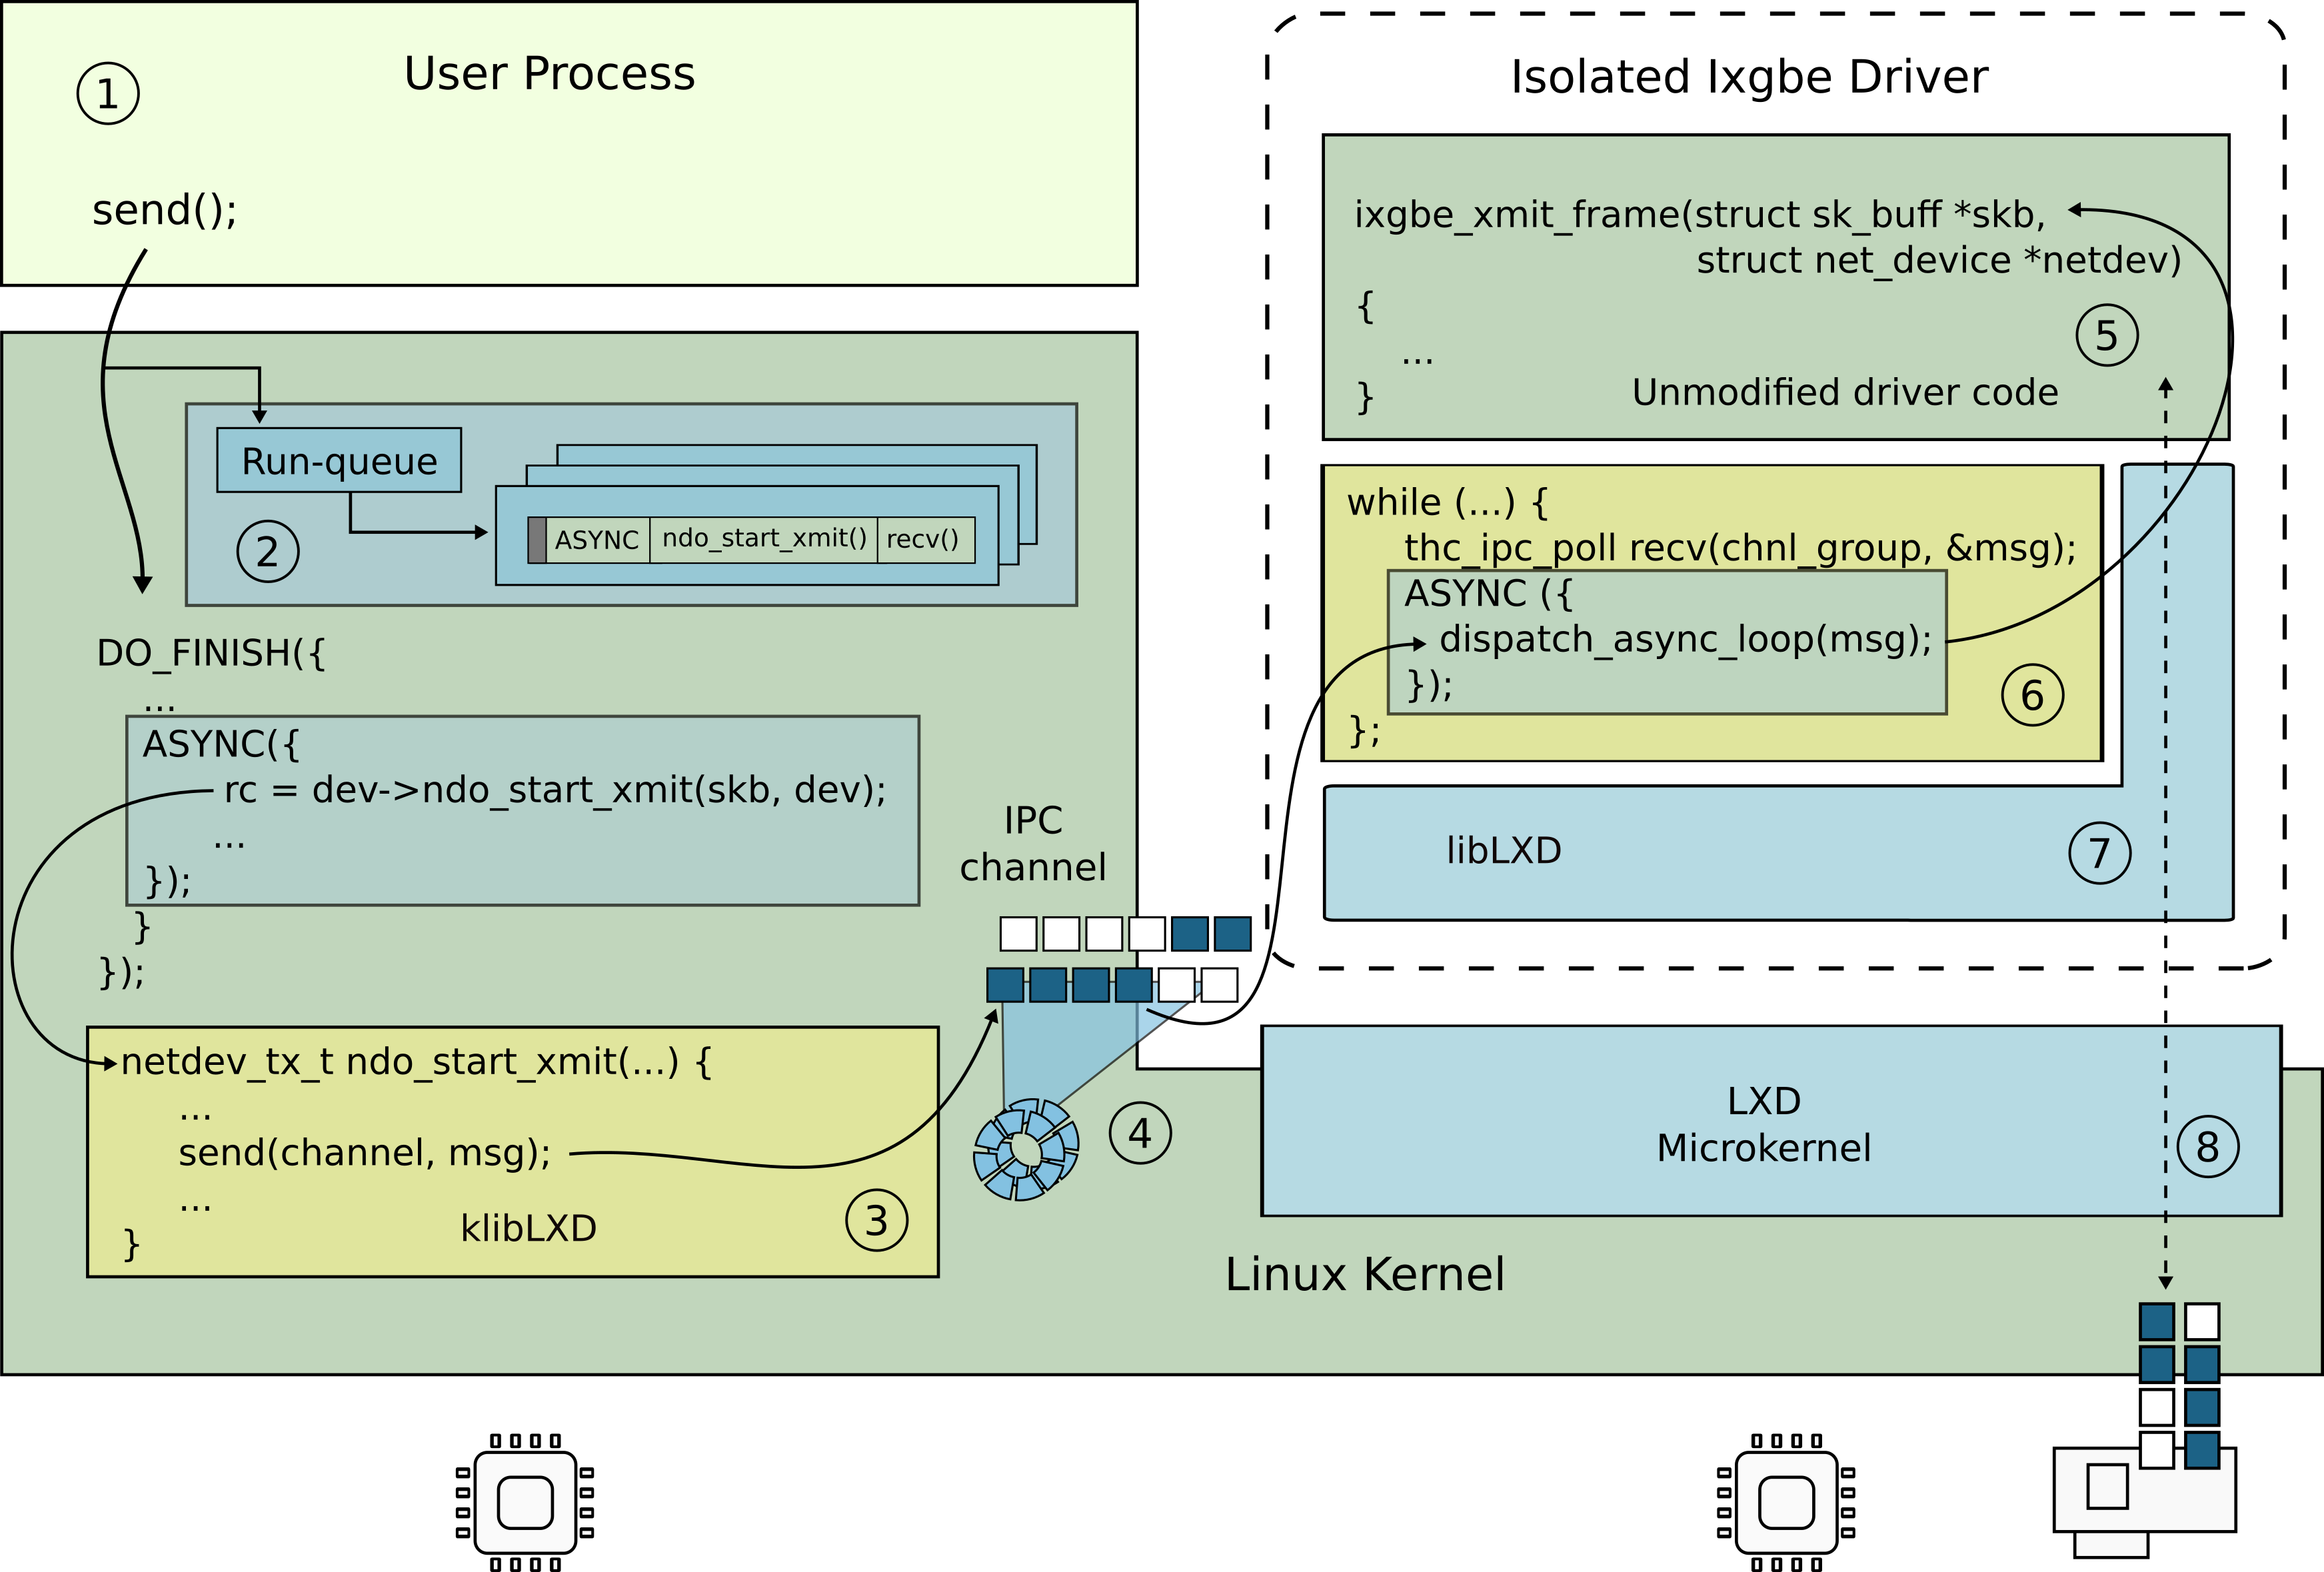 User Process
1
send();
Run-queue
2
ASYNC
ndo_start_xmit()
recv()
DO_FINISH({
...
ASYNC({
rc = dev->ndo_start_xmit(skb, dev);
...
});
}
});
netdev_tx_t ndo_start_xmit(...) {
...
send(channel, msg);
...
}
klibLXD
3
IPC
channel
4
Isolated Ixgbe Driver
ixgbe_xmit_frame(struct sk_buff *skb,
struct net_device *netdev)
{
...
}
Unmodified driver code
5
while (...) {
thc_ipc_poll recv(chnl_group, &msg);
ASYNC ({
dispatch_async_loop(msg);
});
};
6
libLXD
7
LXD
Microkernel
8
Linux Kernel